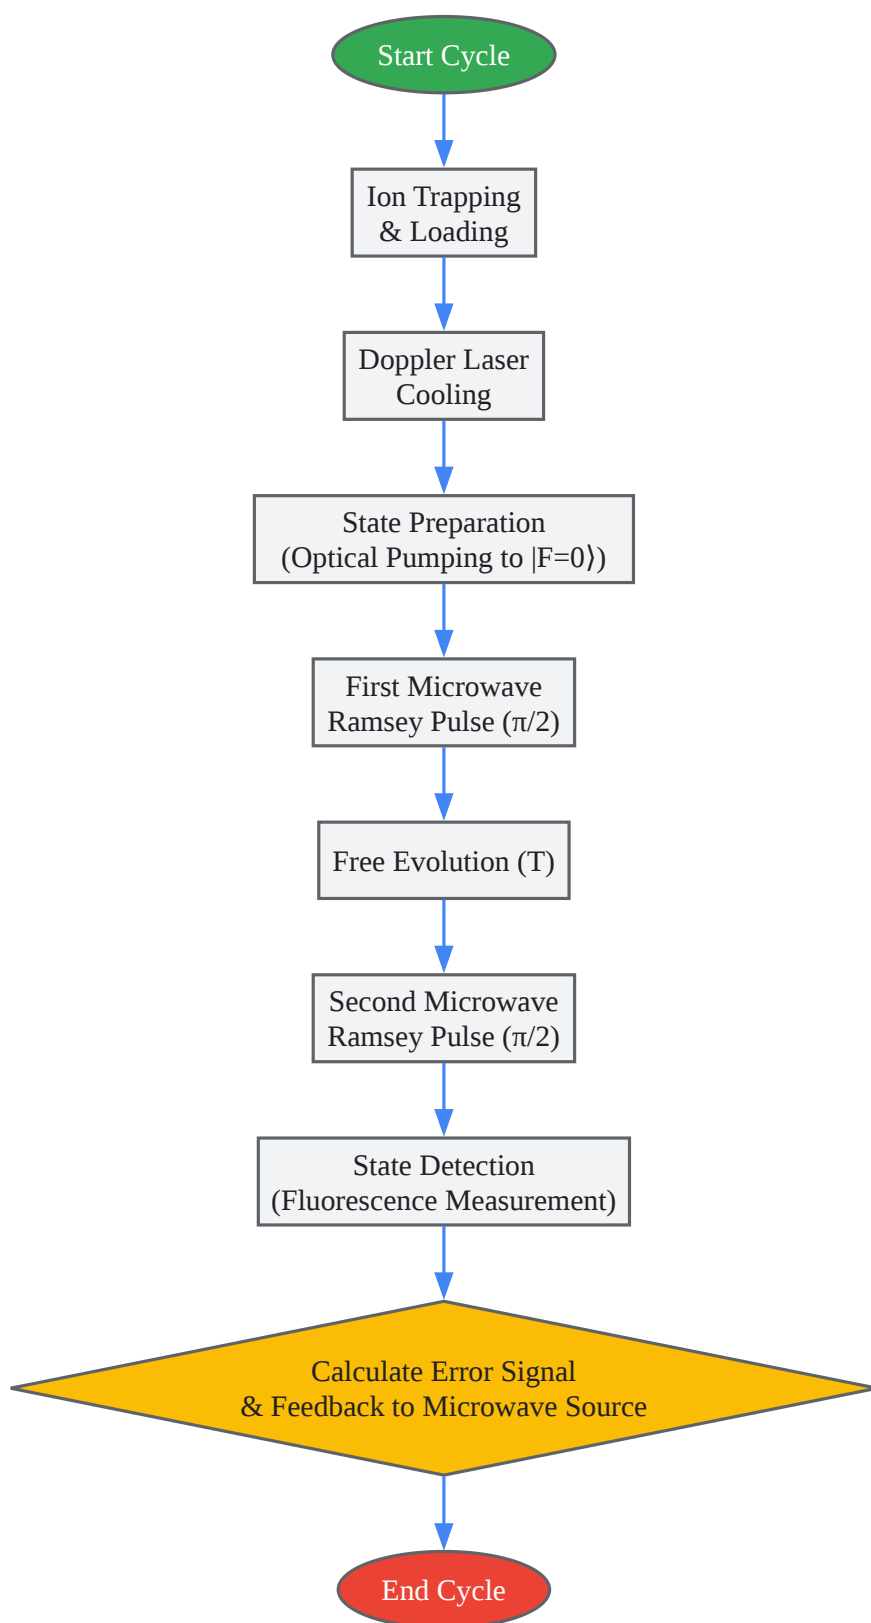 Start Cycle
Ion Trapping
& Loading
Doppler Laser
Cooling
State Preparation
(Optical Pumping to |F=0⟩)
First Microwave
Ramsey Pulse (π/2)
Free Evolution (T)
Second Microwave
Ramsey Pulse (π/2)
State Detection
(Fluorescence Measurement)
Calculate Error Signal
& Feedback to Microwave Source
End Cycle